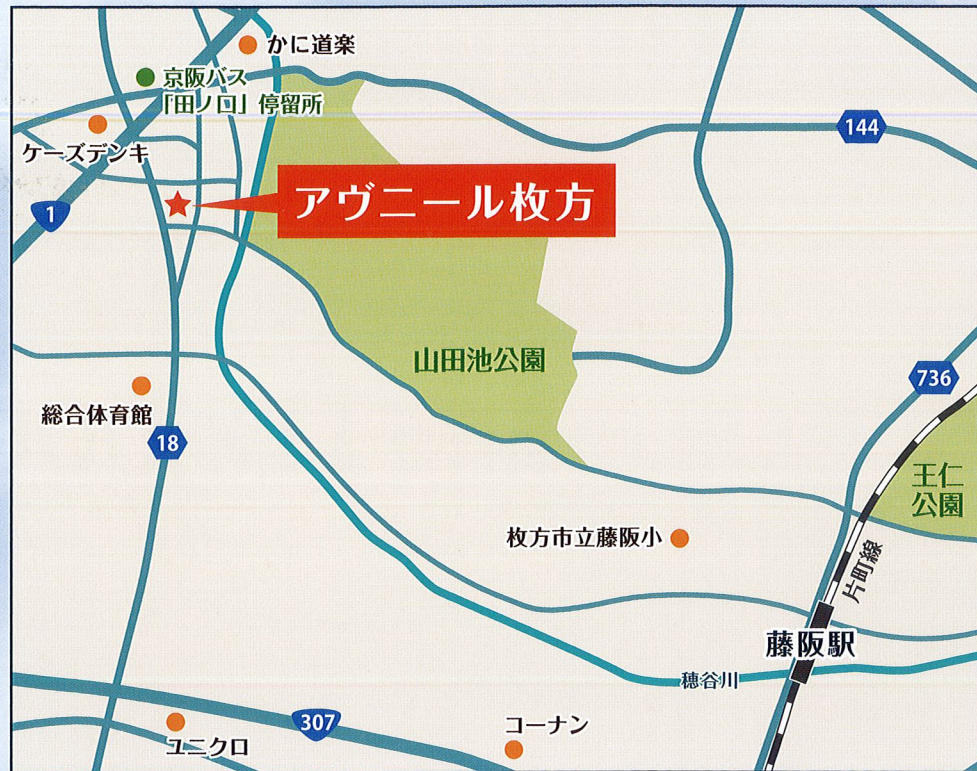 かに道楽
京阪バス
「田ノ口」停留所
ケーズデンキ
144
1
アヴニール枚方
山田池公園
736
総合体育館
18
王仁
公園
枚方市立藤阪小
片町線
藤阪駅
穂谷川
307
ユニクロ
コーナン